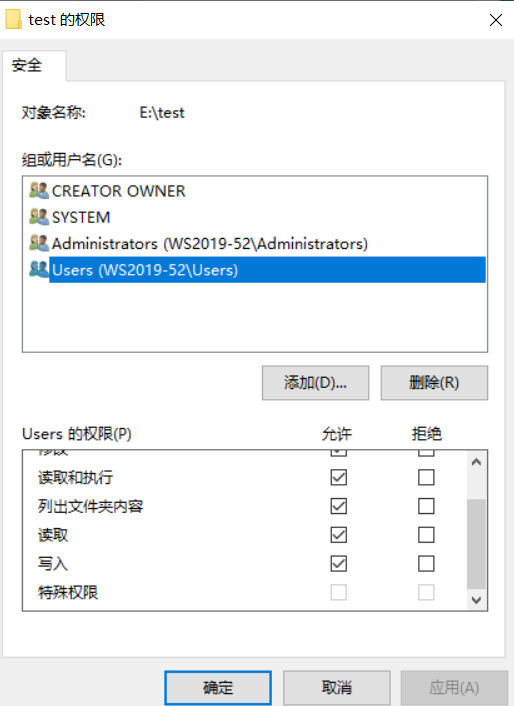 test 的权限
安全
对象名称: E:\test
组或用户名(G):
CREATOR OWNER
SYSTEM
Administrators (WS2019-52\Administrators)
Users (WS2019-52\Users)
添加(D)... 删除(R)
Users 的权限(P) 允许 拒绝
修改
读取和执行
列出文件夹内容
读取
写入
特殊权限
确定 取消 应用(A)